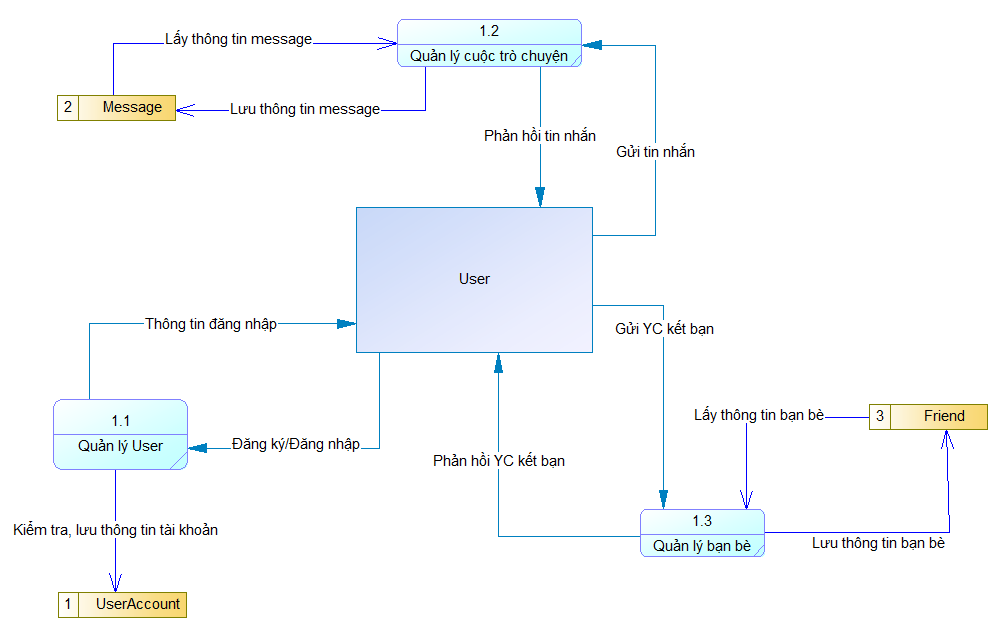 1.2
Lấy thông tin message
Quản lý cuộc trò chuyện
2 Message
Lưu thông tin message
Phản hồi tin nhắn
Gửi tin nhắn
User
Thông tin đăng nhập
Gửi YC kết bạn
1.1
Quản lý User
Đăng ký/Đăng nhập
Lấy thông tin bạn bè
3 Friend
Phản hồi YC kết bạn
1.3
Quản lý bạn bè
Lưu thông tin bạn bè
Kiểm tra, lưu thông tin tài khoản
1 UserAccount